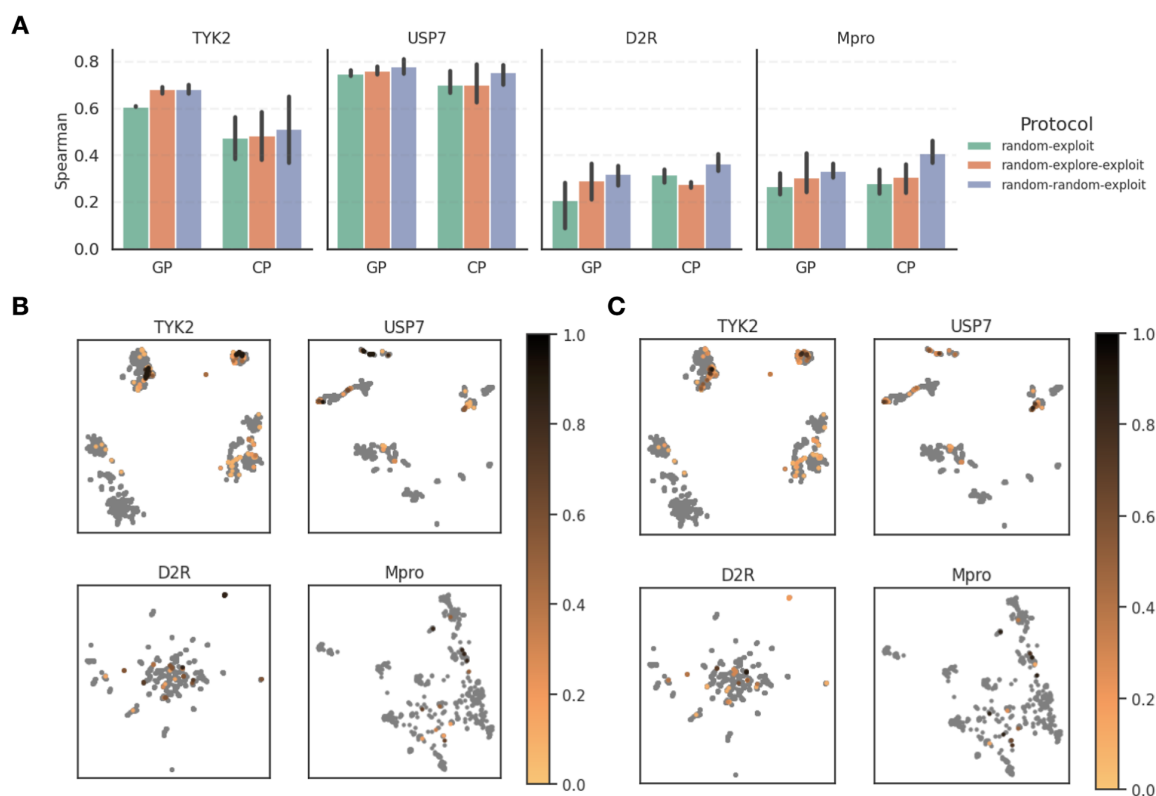 A
TYK2
USP7
D2R
Mpro
Spearman
0.8
0.6
0.4
0.2
0.0
GP
CP
GP
CP
GP
CP
GP
CP
Protocol
random-exploit
random-explore-exploit
random-random-exploit
B
TYK2
USP7
D2R
Mpro
1.0
0.8
0.6
0.4
0.2
0.0
C
TYK2
USP7
D2R
Mpro
1.0
0.8
0.6
0.4
0.2
0.0